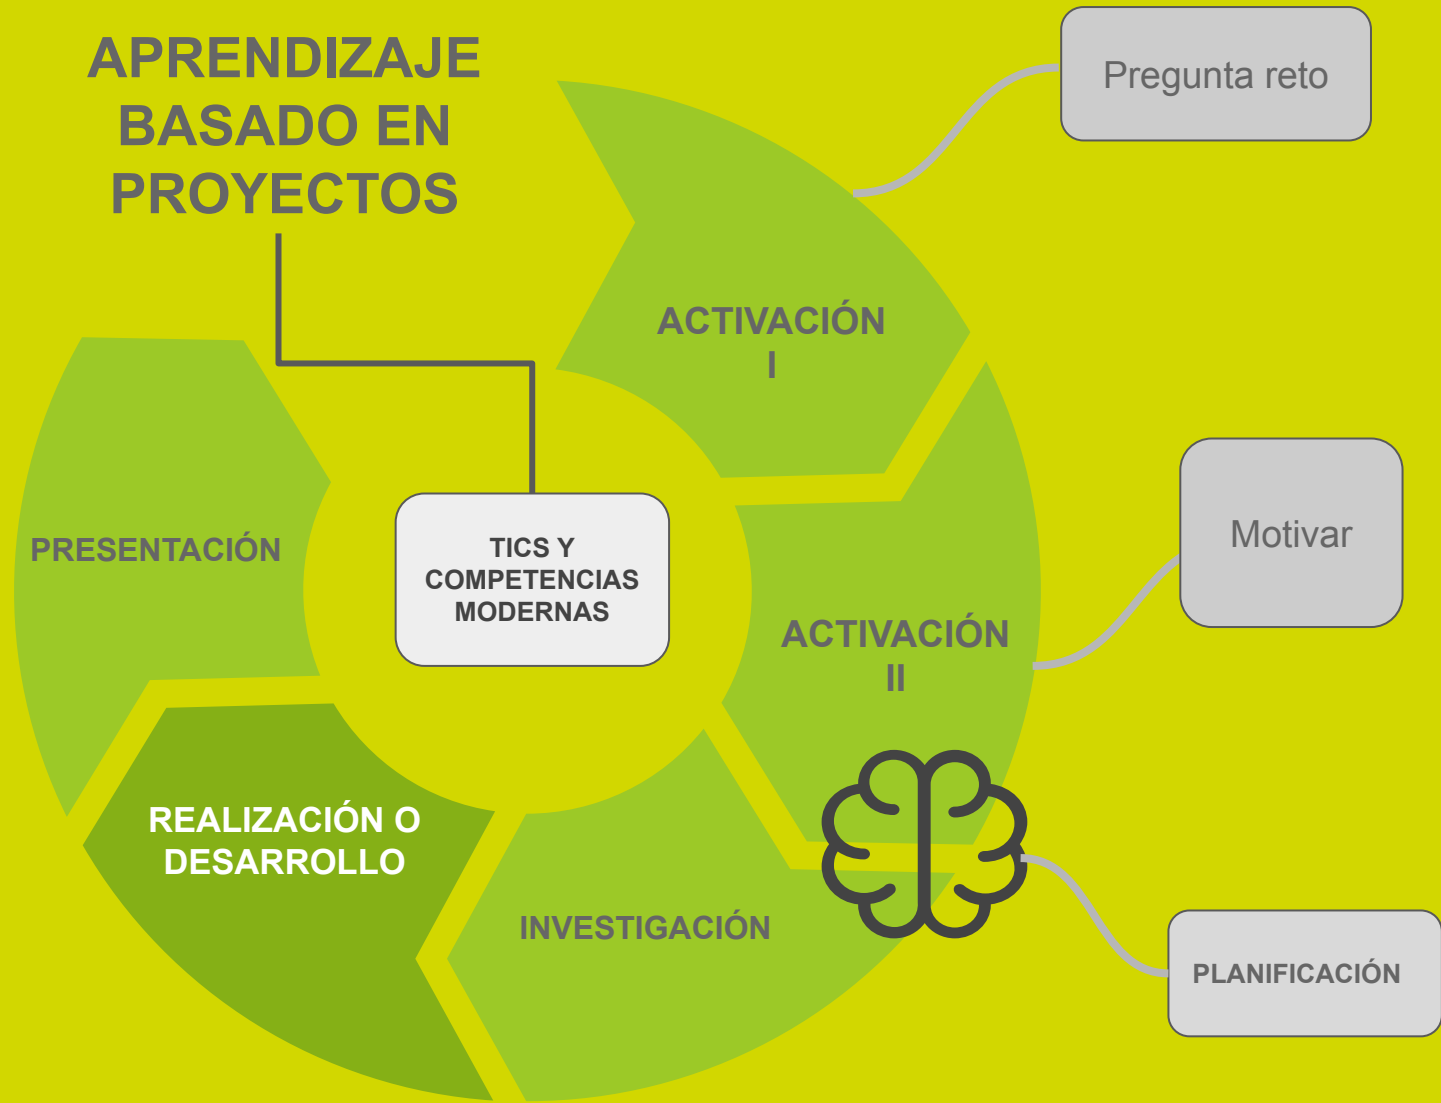 APRENDIZAJE
BASADO EN
PROYECTOS
Pregunta reto
ACTIVACIÓN
I
Motivar
ACTIVACIÓN
II
PLANIFICACIÓN
INVESTIGACIÓN
REALIZACIÓN O
DESARROLLO
PRESENTACIÓN
TICS Y
COMPETENCIAS
MODERNAS